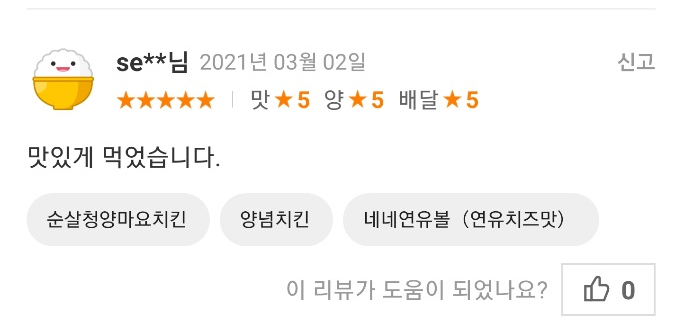 se**님 2021년 03월 02일 신고
★★★★★ | 맛★5 양★5 배달★5
맛있게 먹었습니다.
순살청양마요치킨 양념치킨 네네연유볼 (연유치즈맛)
이 리뷰가 도움이 되었나요? 0